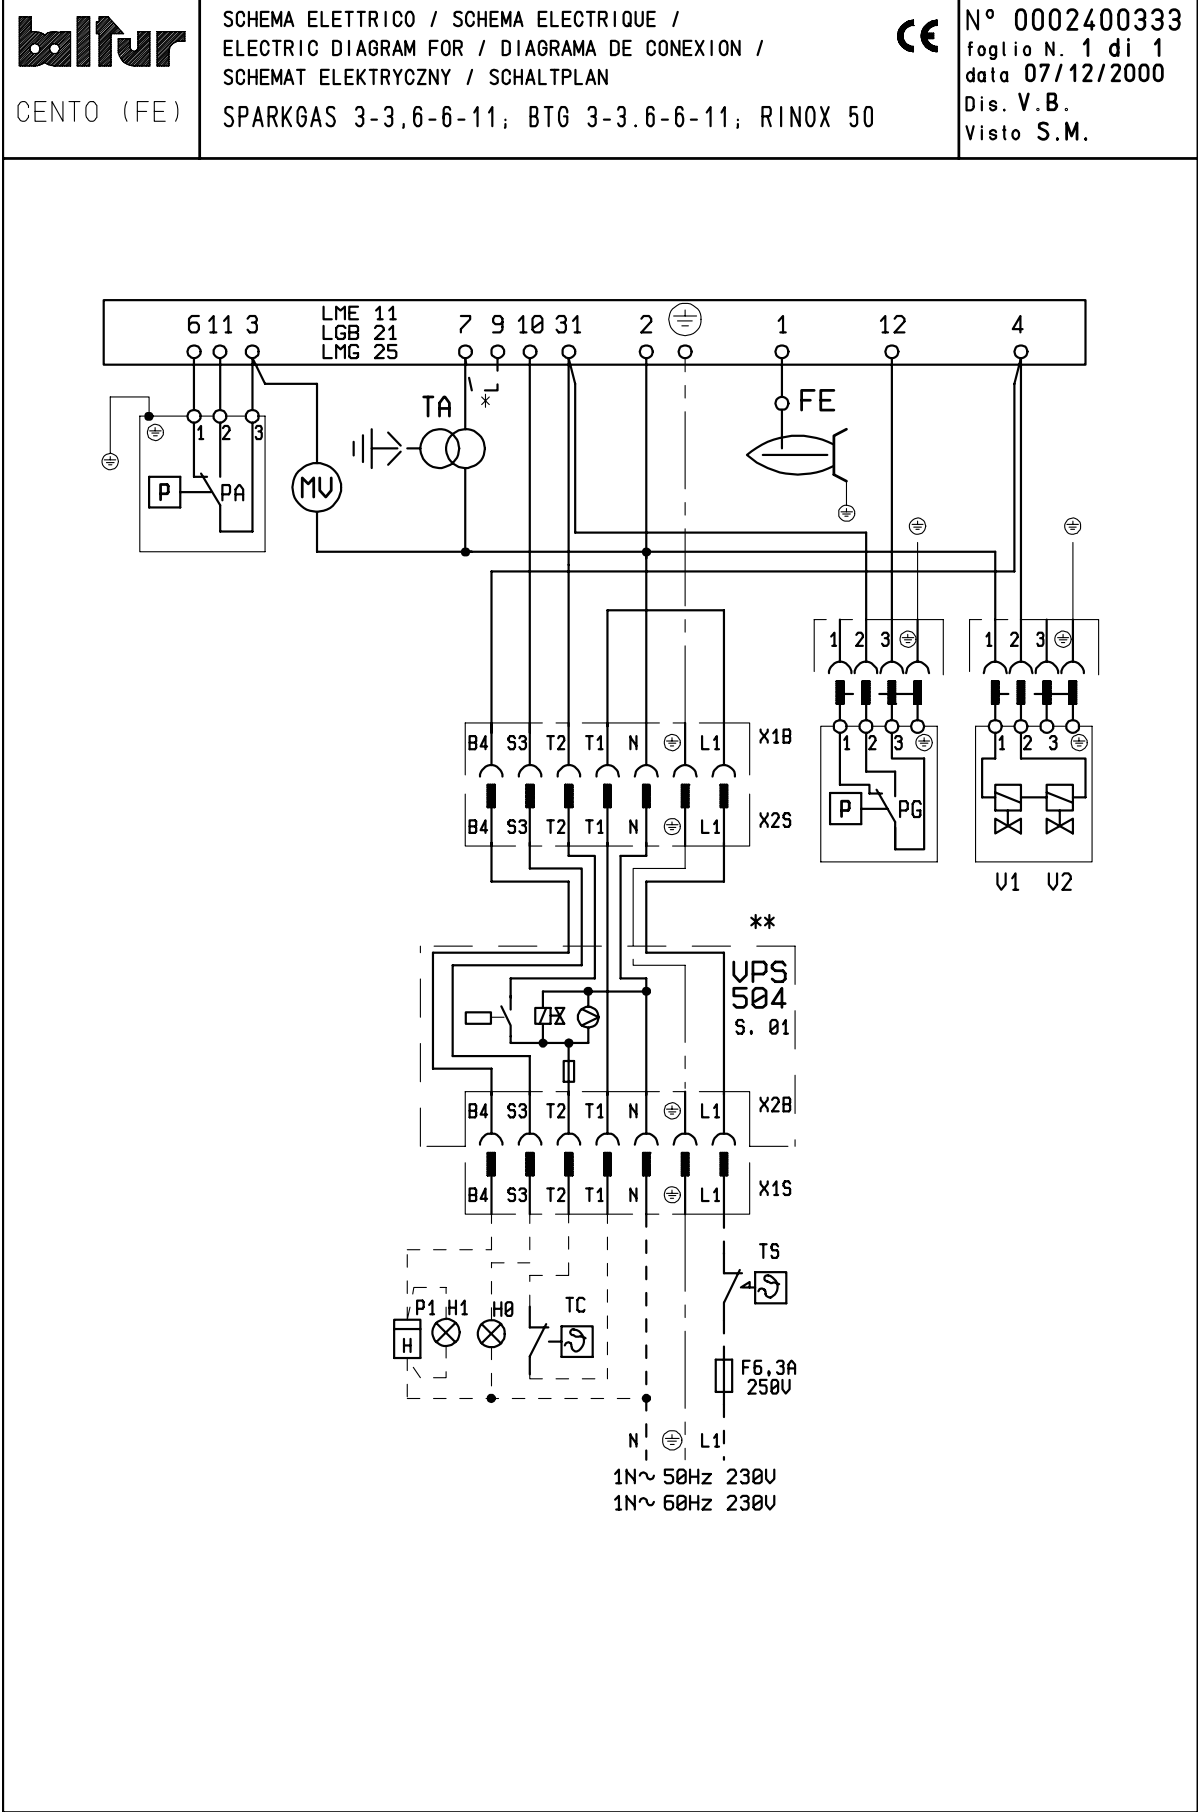 baltur
CENTO (FE)
SCHEMA ELETTRICO / SCHEMA ELECTRIQUE /
ELECTRIC DIAGRAM FOR / DIAGRAMA DE CONEXION /
SCHEMAT ELEKTRYCZNY / SCHALTPLAN
SPARKGAS 3-3,6-6-11; BTG 3-3.6-6-11; RINOX 50
CE
N° 0002400333
foglio N. 1 di 1
data 07/12/2000
Dis. V.B.
Visto S.M.
LME 11
LGB 21
LMG 25
6 11 3 7 9 10 31 2 1 12 4
*
TA
FE
1 2 3
P PA
MV
1 2 3
1 2 3
B4 S3 T2 T1 N L1 X1B
1 2 3
1 2 3
P PG
B4 S3 T2 T1 N L1 X2S
V1 V2
**
VPS
504
S. 01
B4 S3 T2 T1 N L1 X2B
B4 S3 T2 T1 N L1 X1S
TS
P1 H1 H0 TC
H
F6,3A
250V
N L1
1N~ 50Hz 230V
1N~ 60Hz 230V